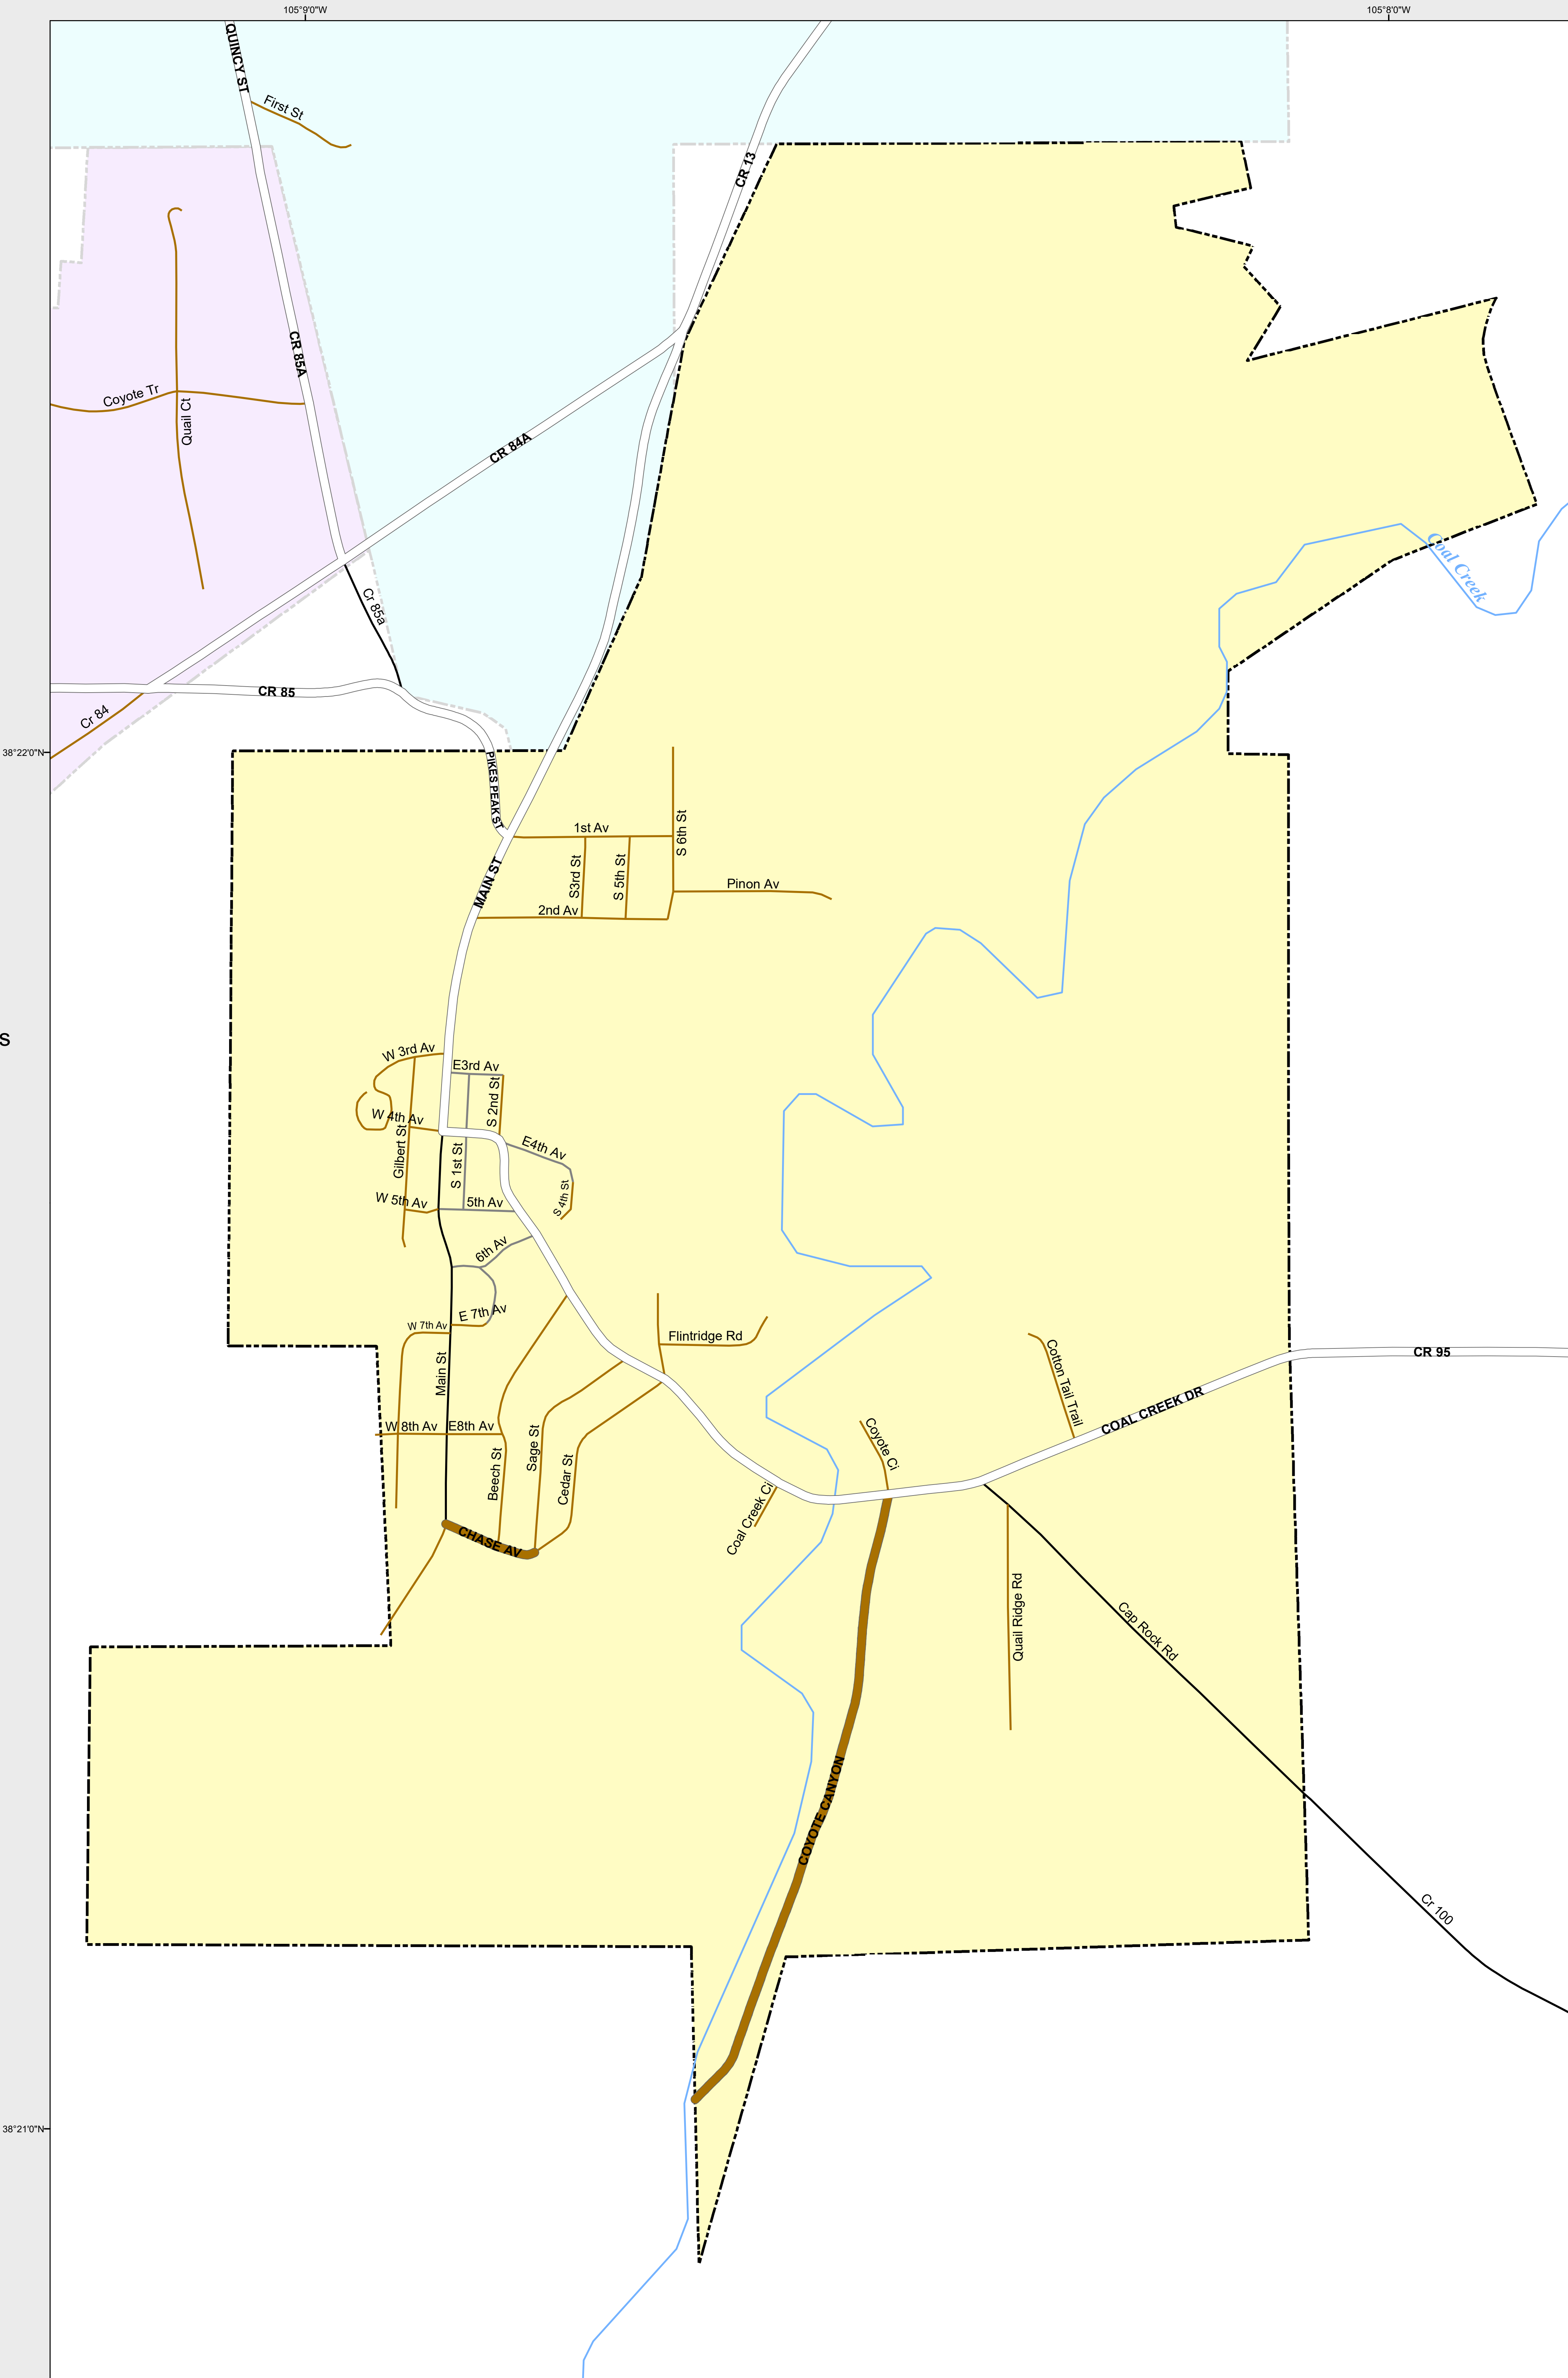 105°9'0"W
105°8'0"W
QUINCY ST
First St
CR 13
CR 85A
Coyote Tr
Quail Ct
CR 84A
Coal Creek
Cr 85a
CR 85
Cr 84
38°22'0"N
PIKES PEAK ST
1st Av
S 6th St
MAIN ST
S3rd St
S 5th St
Pinon Av
2nd Av
S
W 3rd Av
E3rd Av
S 2nd St
W 4th Av
Gilbert St
S 1st St
E4th Av
W 5th Av
5th Av
S 4th St
6th Av
E 7th Av
W 7th Av
Flintridge Rd
Main St
Cotton Tail Trail
CR 95
COAL CREEK DR
W 8th Av
E8th Av
Beech St
Sage St
Cedar St
Coyote Ci
Coal Creek Ci
CHASE AV
Quail Ridge Rd
Cap Rock Rd
COYOTE CANYON
Cr 100
38°21'0"N